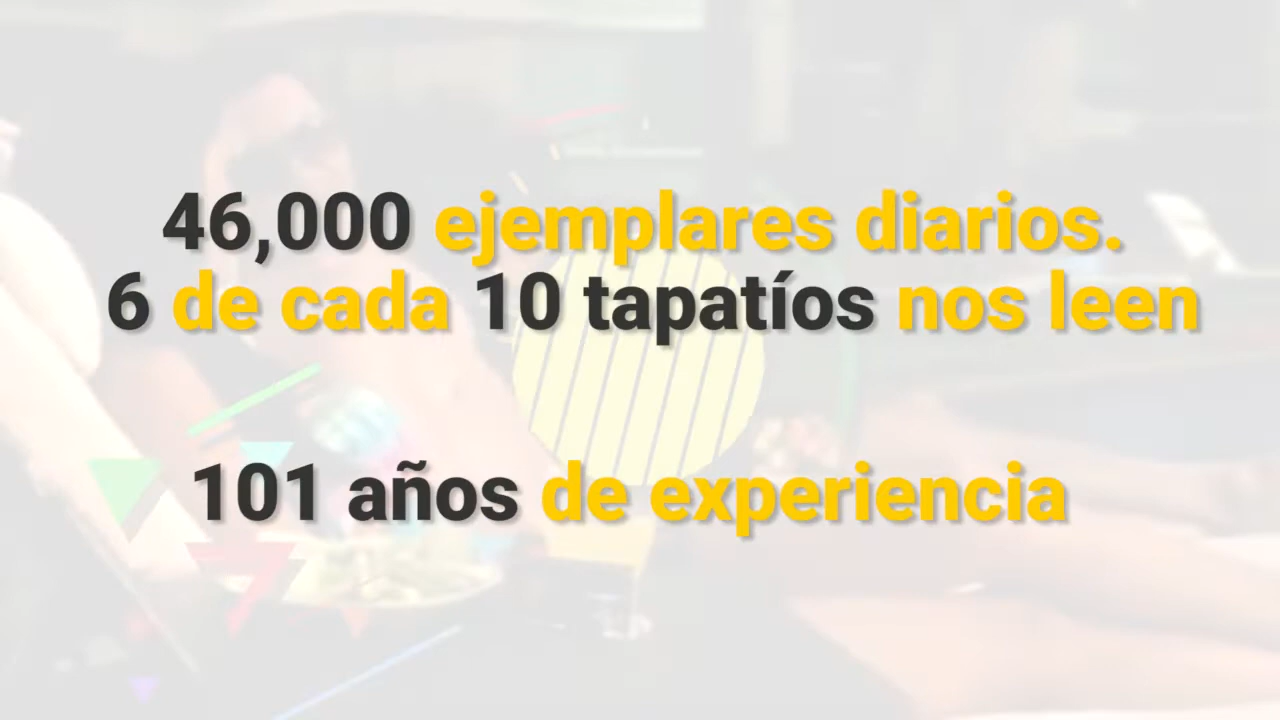 46,000 ejemplares diarios.
6 de cada 10 tapatíos nos leen
101 años de experiencia